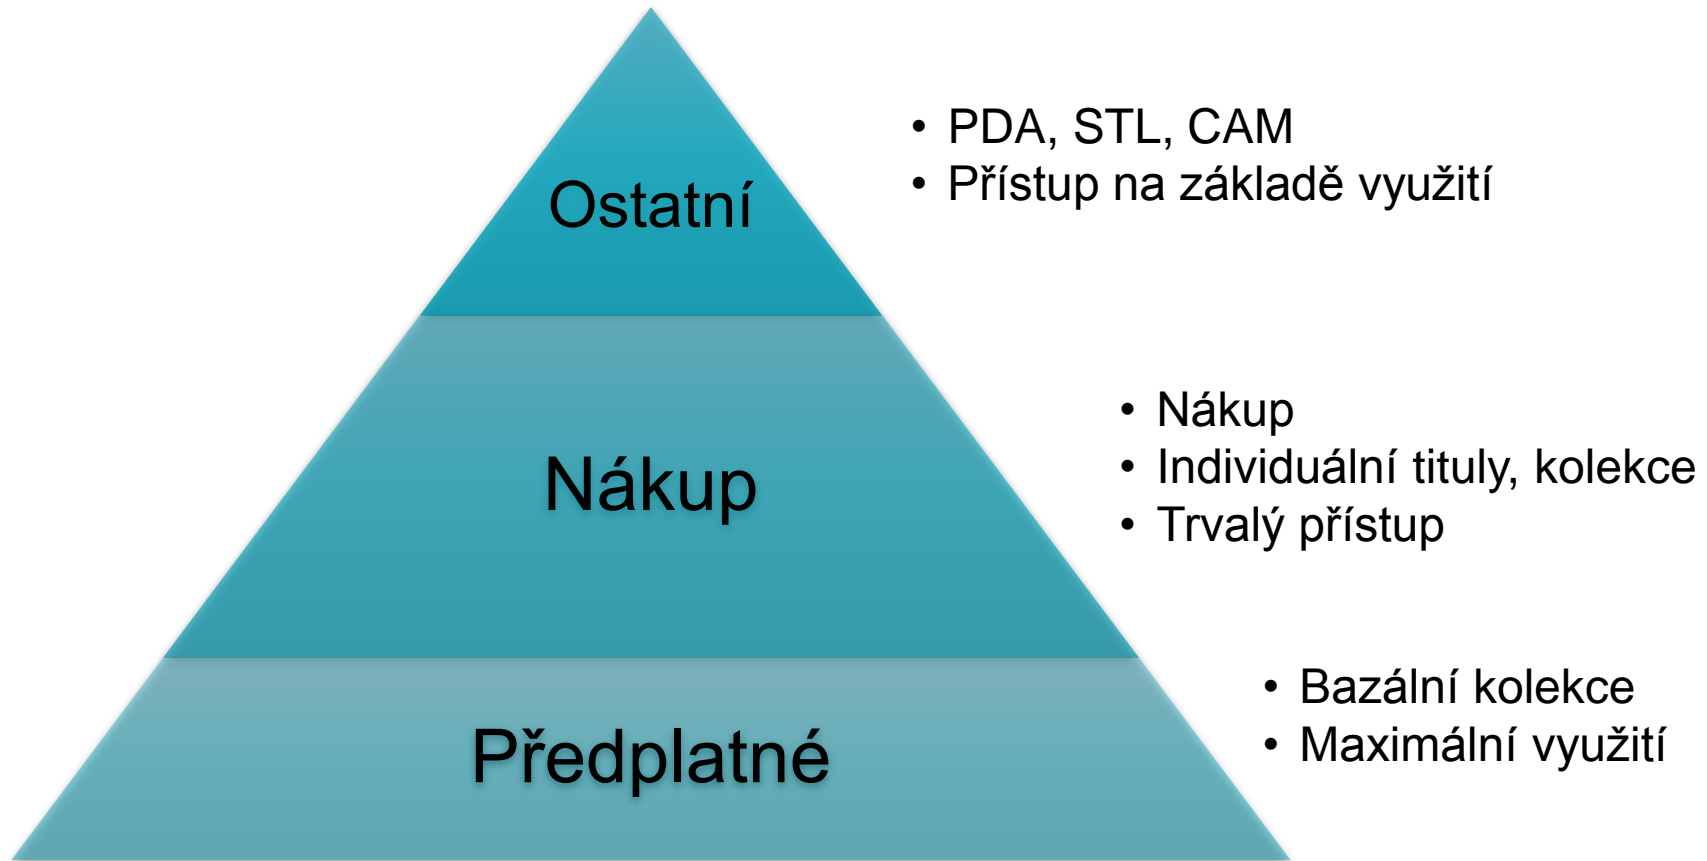 Ostatní
• PDA, STL, CAM
• Přístup na základě využití
Nákup
• Nákup
• Individuální tituly, kolekce
• Trvalý přístup
Předplatné
• Bazální kolekce
• Maximální využití